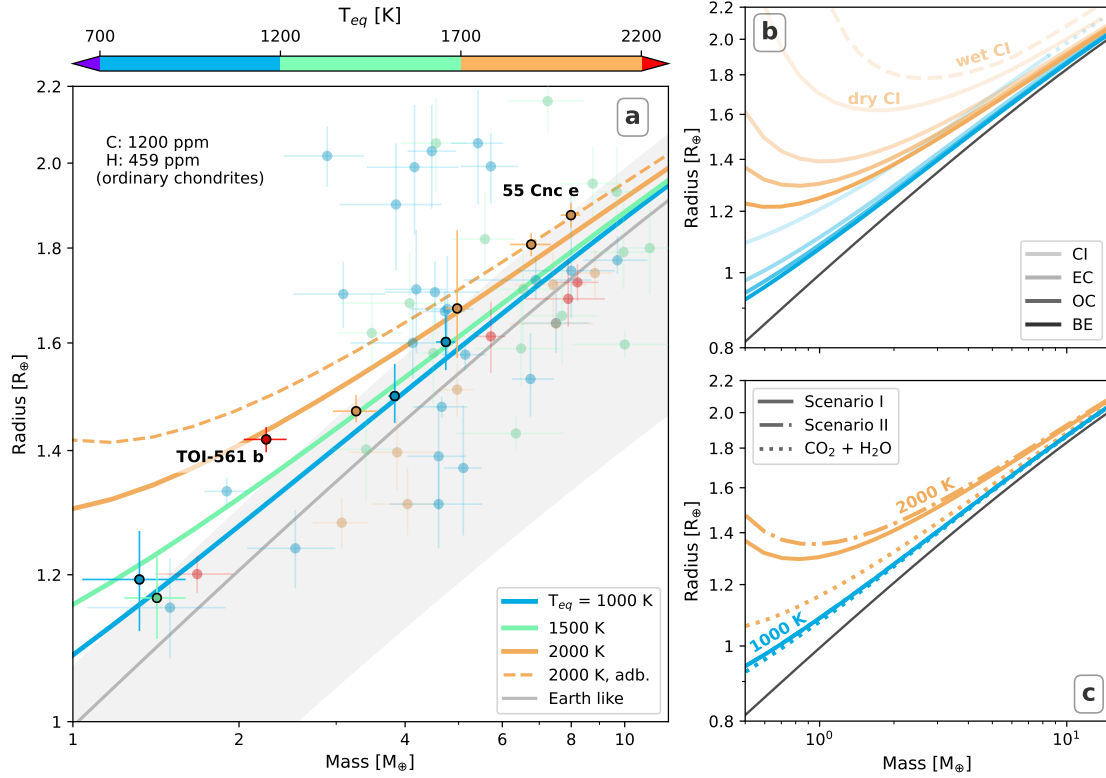 T_eq [K]
700 1200 1700 2200
a
C: 1200 ppm
H: 459 ppm
(ordinary chondrites)
55 Cnc e
TOI-561 b
T_eq = 1000 K
1500 K
2000 K
2000 K, adb.
Earth like
Radius [R⊕]
2.2
2.0
1.8
1.6
1.4
1.2
1
1 2 4 6 8 10
Mass [M⊕]
b
wet CI
dry CI
CI
EC
OC
BE
Radius [R⊕]
2.2
2.0
1.8
1.6
1.4
1.2
1
0.8
Scenario I
Scenario II
CO₂ + H₂O
2000 K
1000 K
c
Radius [R⊕]
2.2
2.0
1.8
1.6
1.4
1.2
1
0.8
10⁰ 10¹
Mass [M⊕]